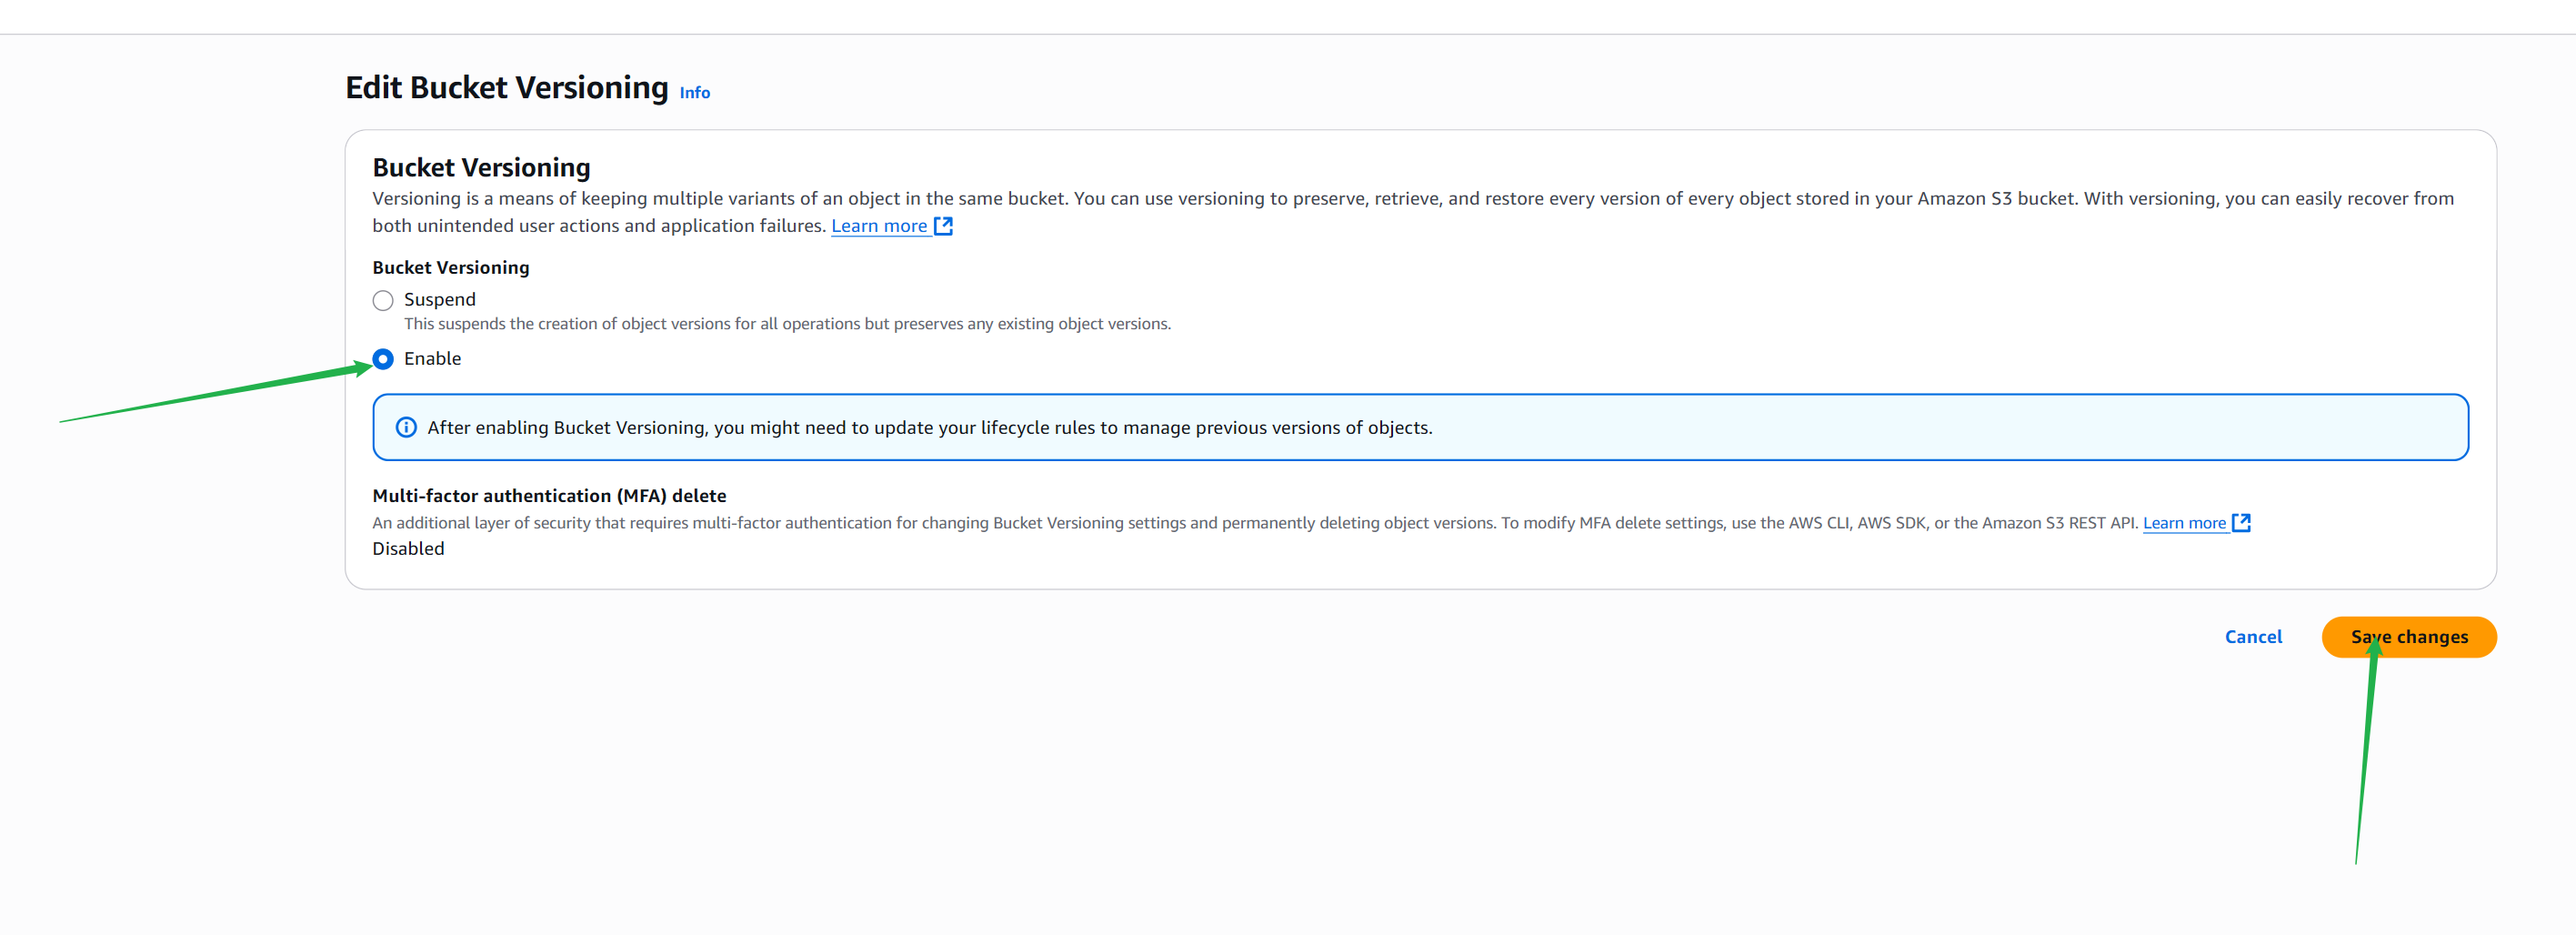 Edit Bucket Versioning Info
Bucket Versioning
Versioning is a means of keeping multiple variants of an object in the same bucket. You can use versioning to preserve, retrieve, and restore every version of every object stored in your Amazon S3 bucket. With versioning, you can easily recover from
both unintended user actions and application failures. Learn more
Bucket Versioning
Suspend
This suspends the creation of object versions for all operations but preserves any existing object versions.
Enable
After enabling Bucket Versioning, you might need to update your lifecycle rules to manage previous versions of objects.
Multi-factor authentication (MFA) delete
An additional layer of security that requires multi-factor authentication for changing Bucket Versioning settings and permanently deleting object versions. To modify MFA delete settings, use the AWS CLI, AWS SDK, or the Amazon S3 REST API. Learn more
Disabled
Cancel Save changes